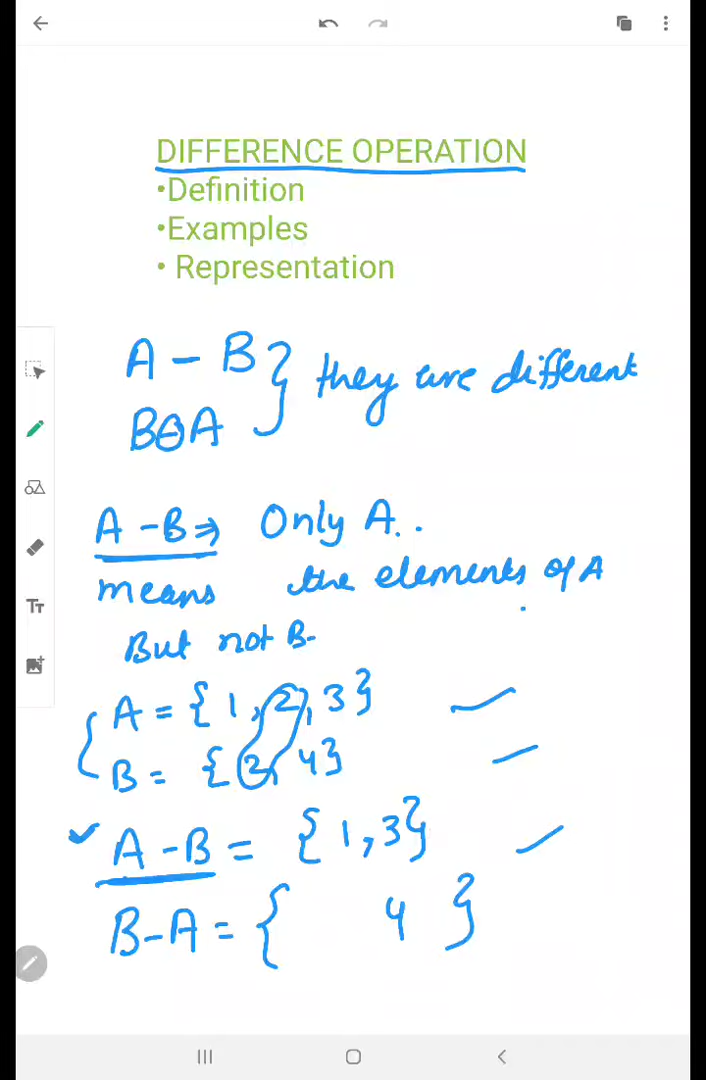 DIFFERENCE OPERATION
•Definition
•Examples
• Representation
A - B } they are different
B⊖A
A - B ⇒ Only A..
means the elements of A
But not B-
A = {1, 2, 3}
B = {2, 4}
A - B = {1, 3}
B-A = { 4 }
Tт